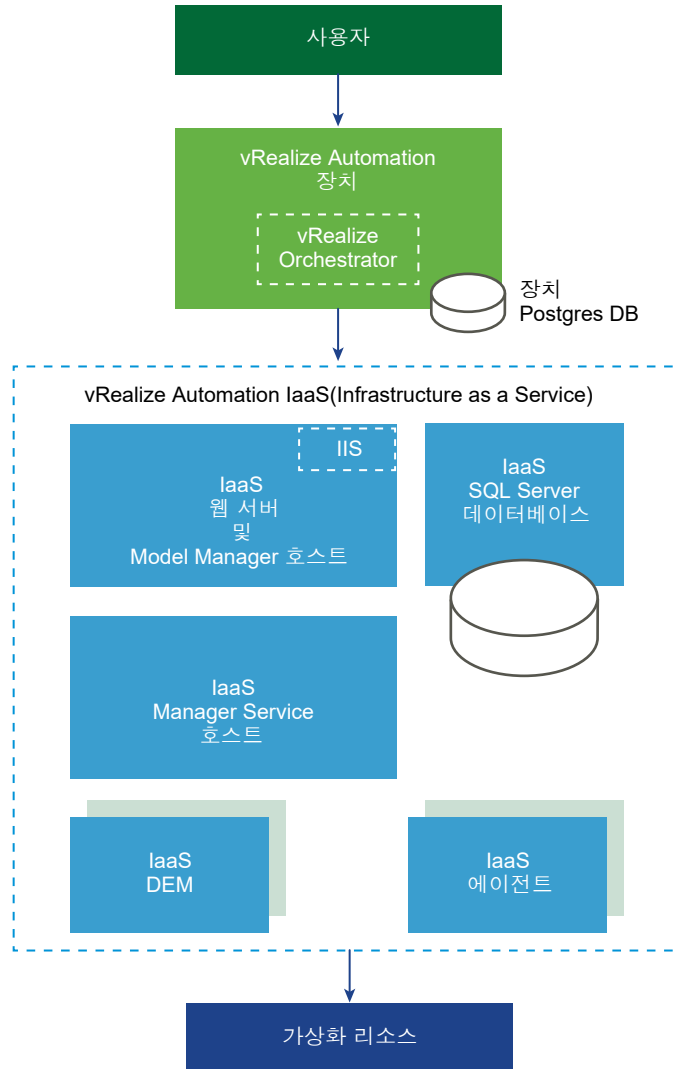 사용자
vRealize Automation
장치
vRealize
Orchestrator
장치
Postgres DB
vRealize Automation IaaS(Infrastructure as a Service)
IIS
IaaS
웹 서버
및
Model Manager 호스트
IaaS
SQL Server
데이터베이스
IaaS
Manager Service
호스트
IaaS
DEM
IaaS
에이전트
가상화 리소스